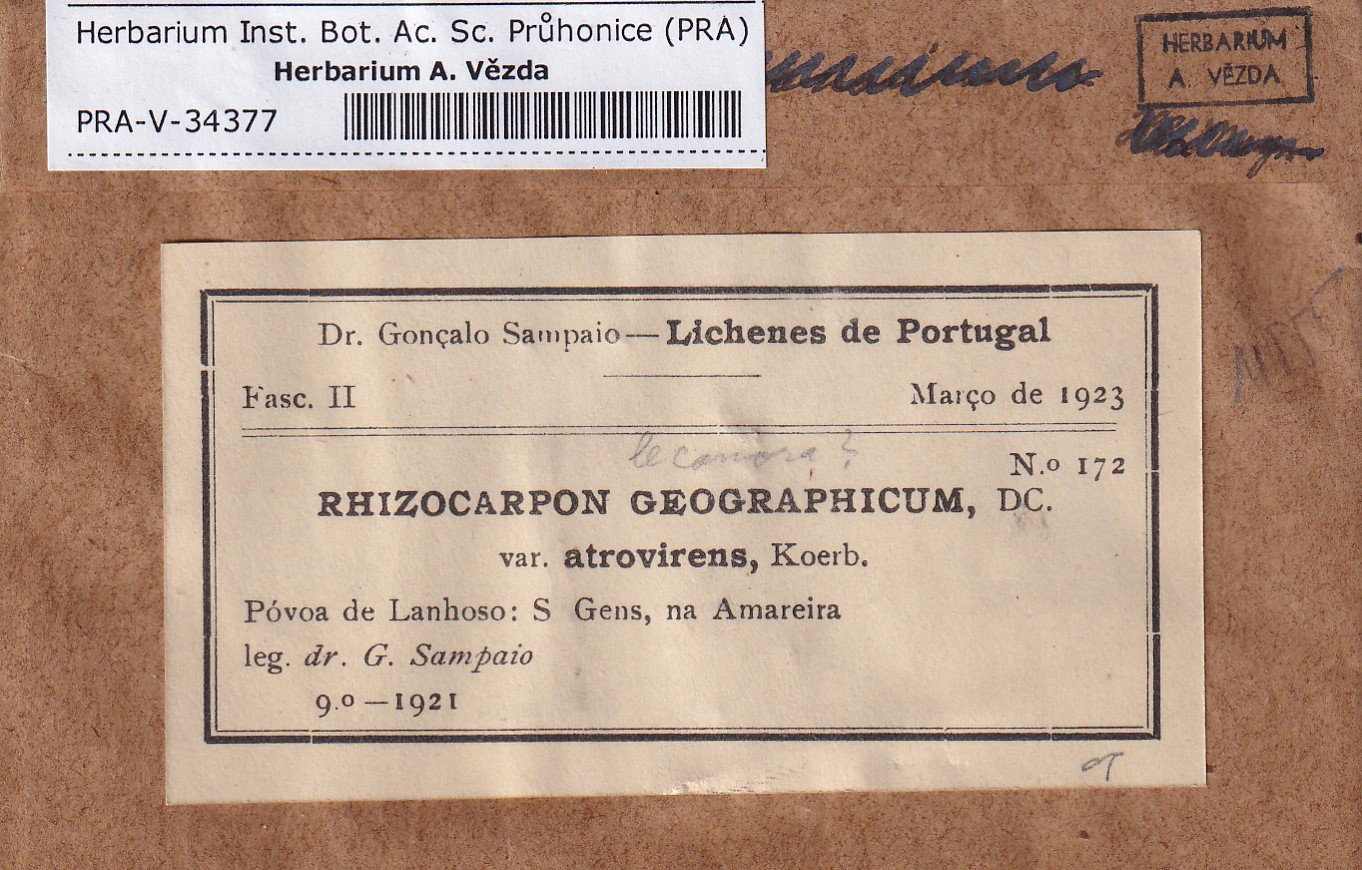 Herbarium Inst. Bot. Ac. Sc. Průhonice (PRA)
Herbarium A. Vězda
PRA-V-34377
HERBARIUM
A. VĚZDA
Dr. Gonçalo Sampaio — Lichenes de Portugal
Fasc. II
Março de 1923
lecanora?
N.o 172
RHIZOCARPON GEOGRAPHICUM, DC.
var. atrovirens, Koerb.
Póvoa de Lanhoso: S Gens, na Amareira
leg. dr. G. Sampaio
9.o — 1921